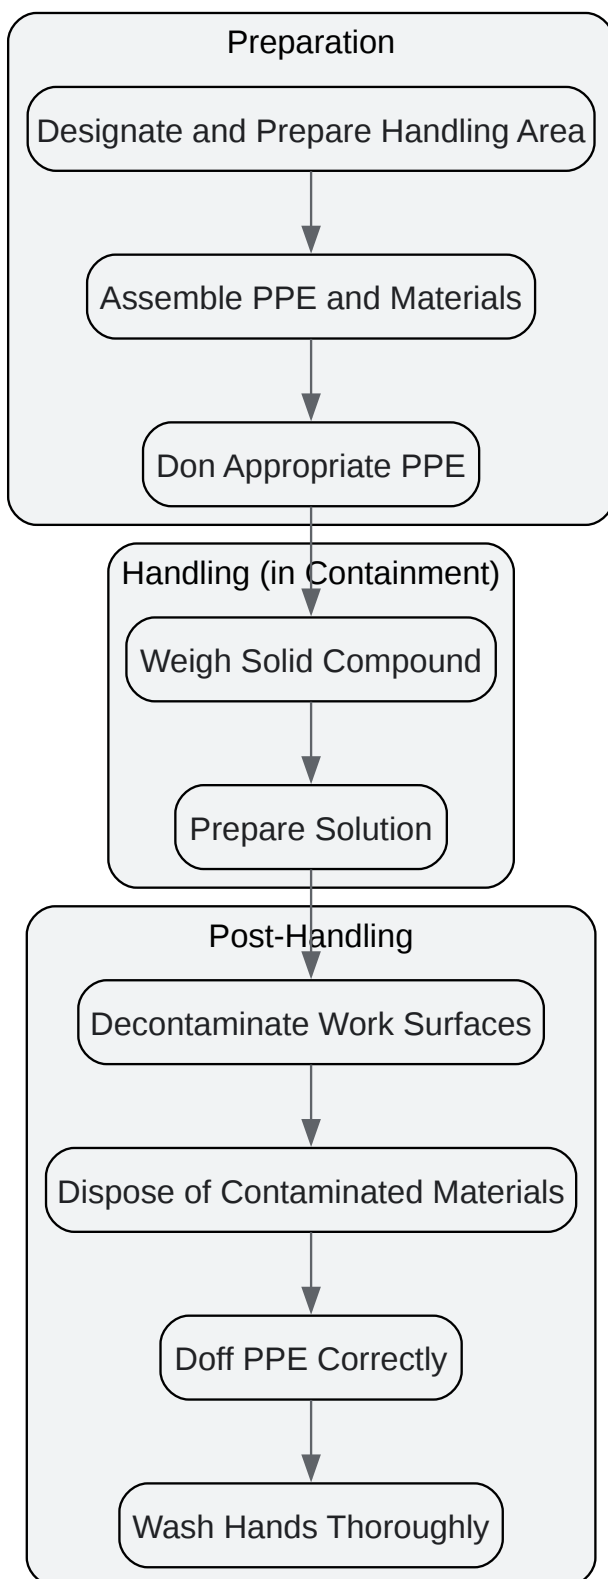 Preparation
Designate and Prepare Handling Area
Assemble PPE and Materials
Don Appropriate PPE
Handling (in Containment)
Weigh Solid Compound
Prepare Solution
Post-Handling
Decontaminate Work Surfaces
Dispose of Contaminated Materials
Doff PPE Correctly
Wash Hands Thoroughly